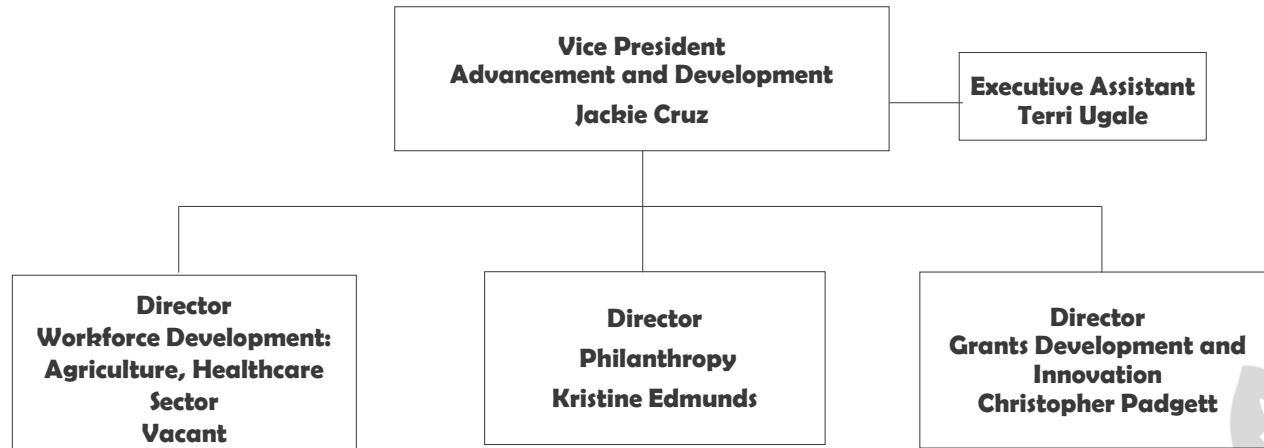 Vice President
Advancement and Development
Jackie Cruz
Executive Assistant
Terri Ugale
Director
Workforce Development:
Agriculture, Healthcare
Sector
Vacant
Director
Philanthropy
Kristine Edmunds
Director
Grants Development and
Innovation
Christopher Padgett